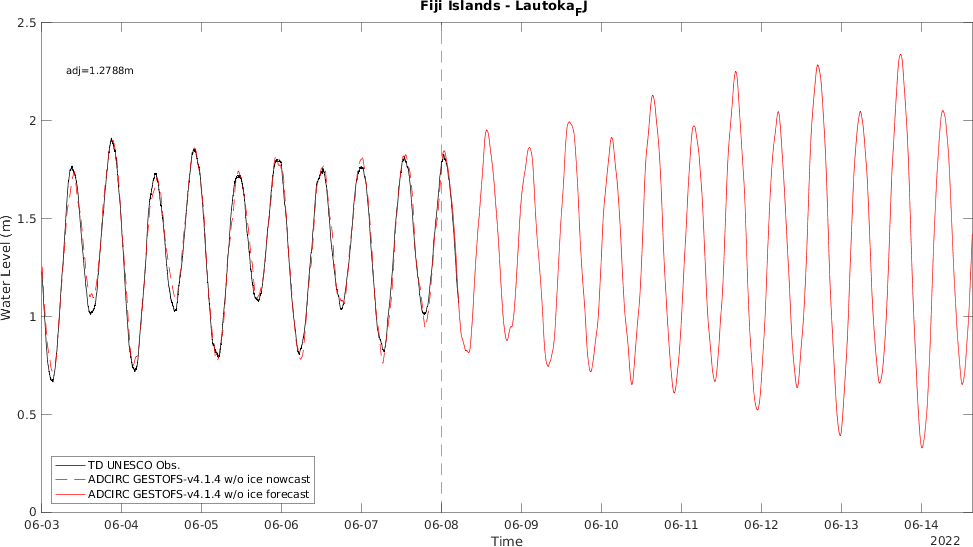 Fiji Islands - Lautoka_FJ
adj=1.2788m
2.5
2
1.5
1
0.5
0
Water Level (m)
TD UNESCO Obs.
ADCIRC GESTOFS-v4.1.4 w/o ice nowcast
ADCIRC GESTOFS-v4.1.4 w/o ice forecast
06-03 06-04 06-05 06-06 06-07 06-08 06-09 06-10 06-11 06-12 06-13 06-14
Time
2022